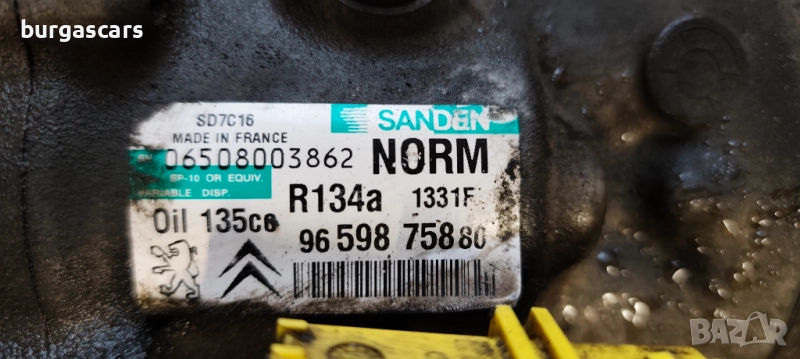 burgascars
SD7C16
SANDEN
MADE IN FRANCE
06508003862 NORM
SP-10 OR EQUIV.
VARIABLE DISP.
R134a 1331F
Oil 135cc
96 598 758 80
BAZAR